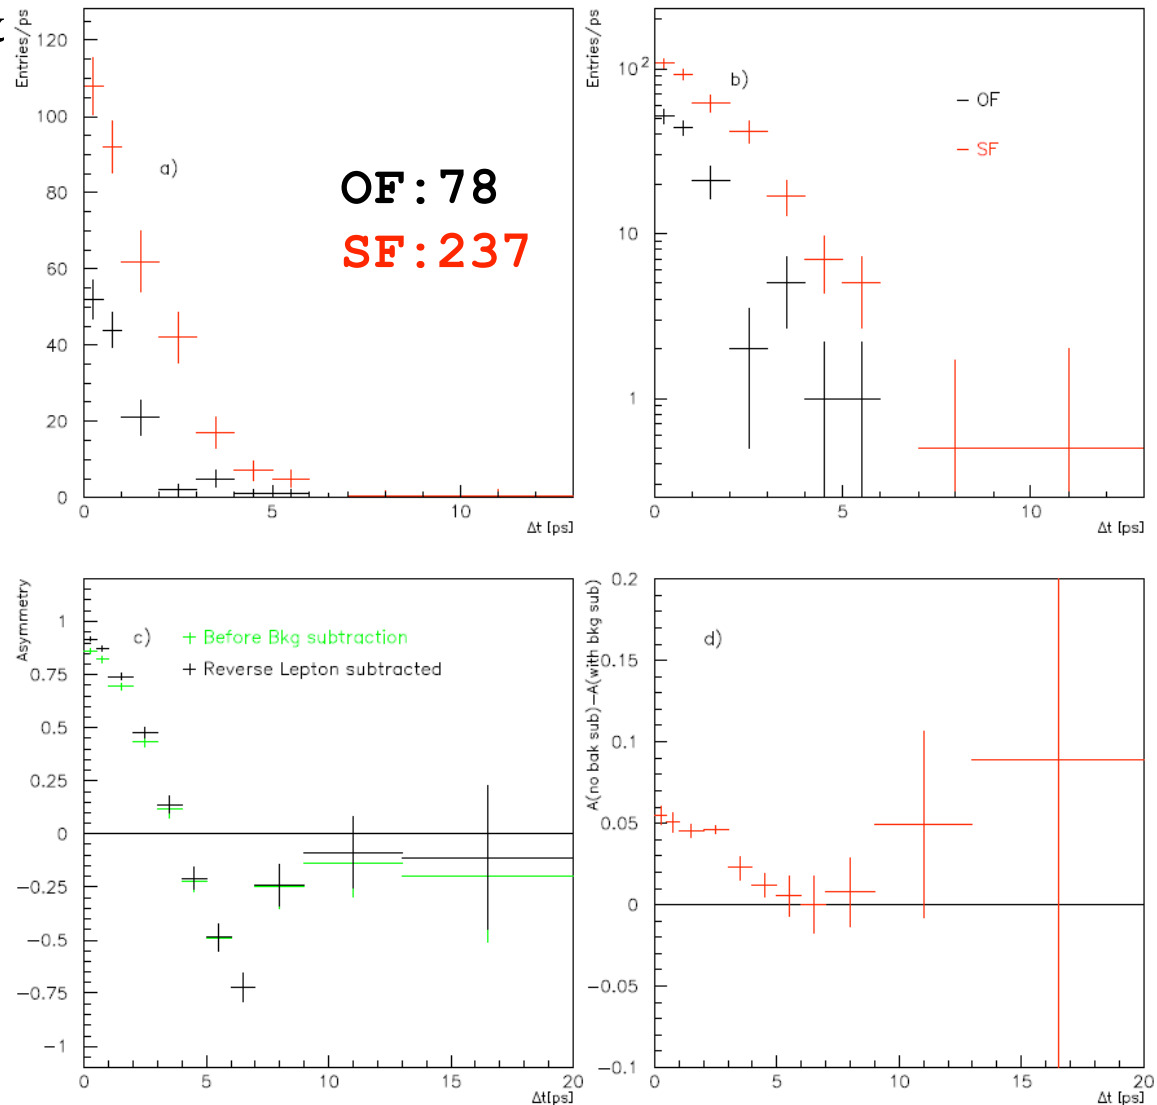 Entries/ps
120
100
80
60
40
20
0
a)
OF:78
SF:237
0 5 10
Δt [ps]
Entries/ps
10²
10
1
b)
OF
SF
0 5 10
Δt [ps]
Asymmetry
1
0.75
0.5
0.25
0
−0.25
−0.5
−0.75
−1
c)
Before Bkg subtraction
Reverse Lepton subtracted
0 5 10 15 20
Δt[ps]
A(no bak sub)−A(with bkg sub)
0.2
0.15
0.1
0.05
0
−0.05
−0.1
d)
0 5 10 15 20
Δt [ps]